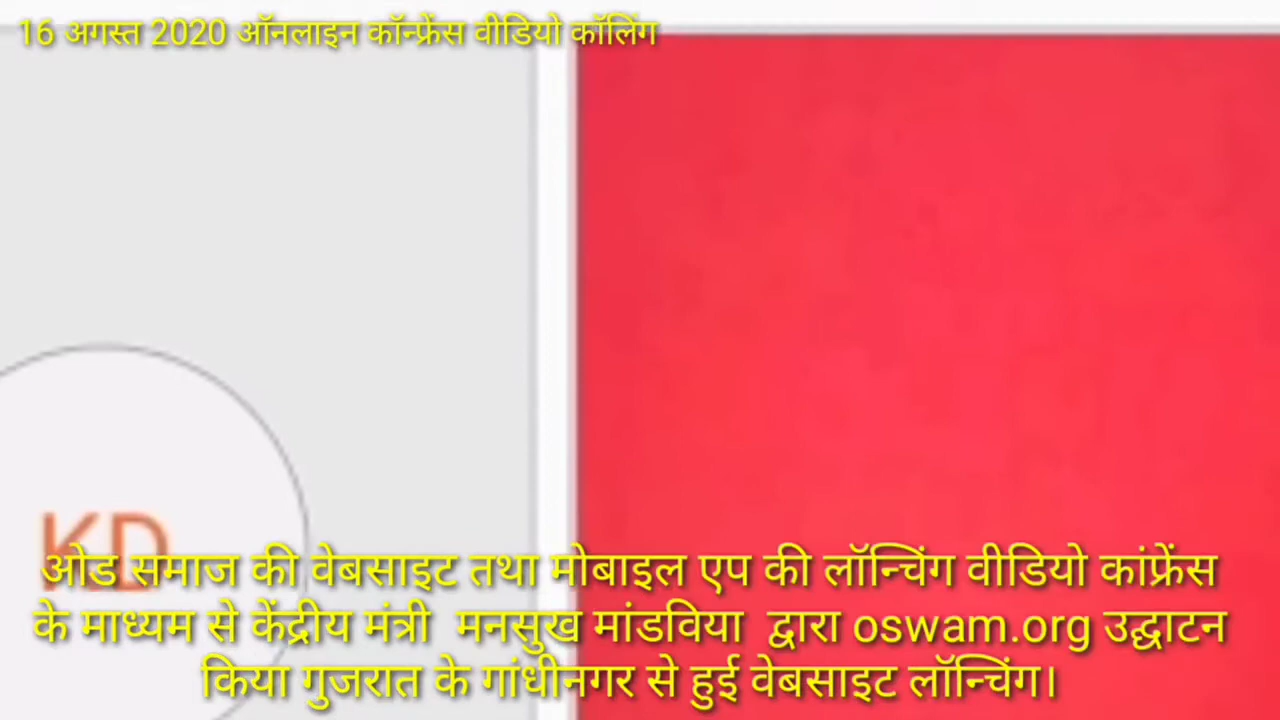 16 अगस्त 2020 ऑनलाइन कॉन्फ्रेंस वीडियो कॉलिंग
KD
ओड समाज की वेबसाइट तथा मोबाइल एप की लॉन्चिंग वीडियो कांफ्रेंस
के माध्यम से केंद्रीय मंत्री मनसुख मांडविया द्वारा oswam.org उद्घाटन
किया गुजरात के गांधीनगर से हुई वेबसाइट लॉन्चिंग।